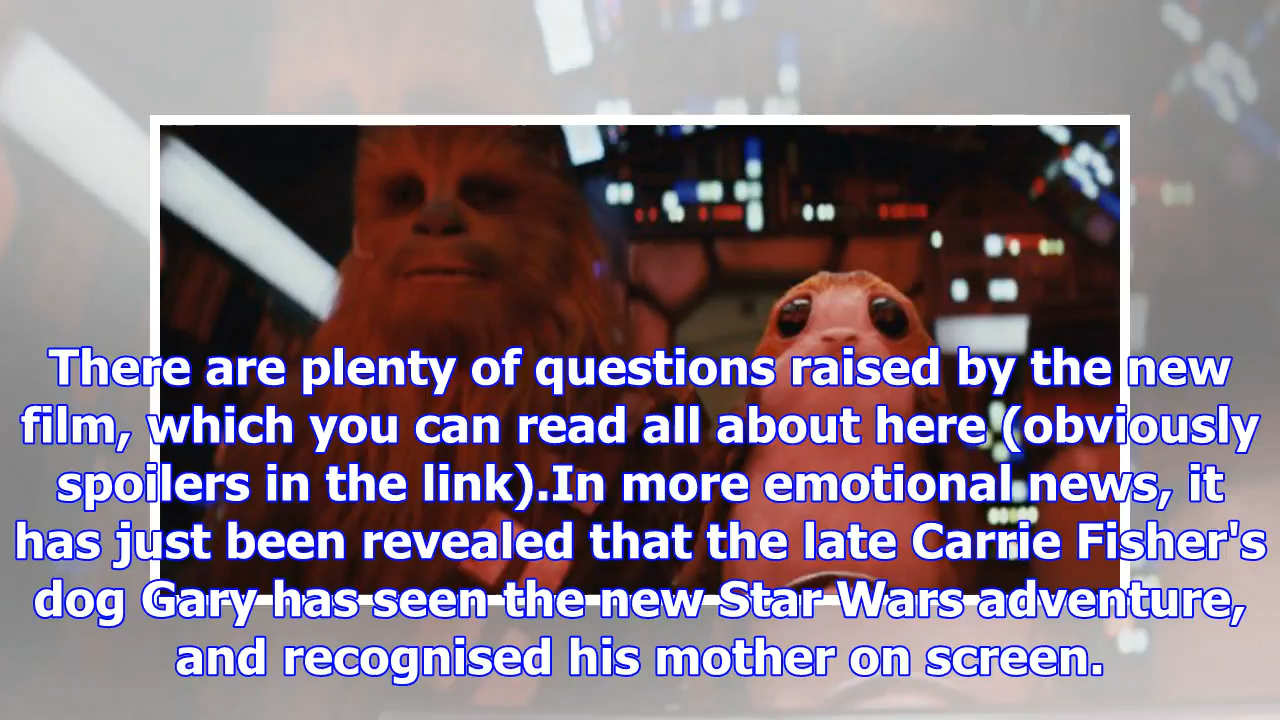 There are plenty of questions raised by the new
film, which you can read all about here (obviously
spoilers in the link).In more emotional news, it
has just been revealed that the late Carrie Fisher's
dog Gary has seen the new Star Wars adventure,
and recognised his mother on screen.